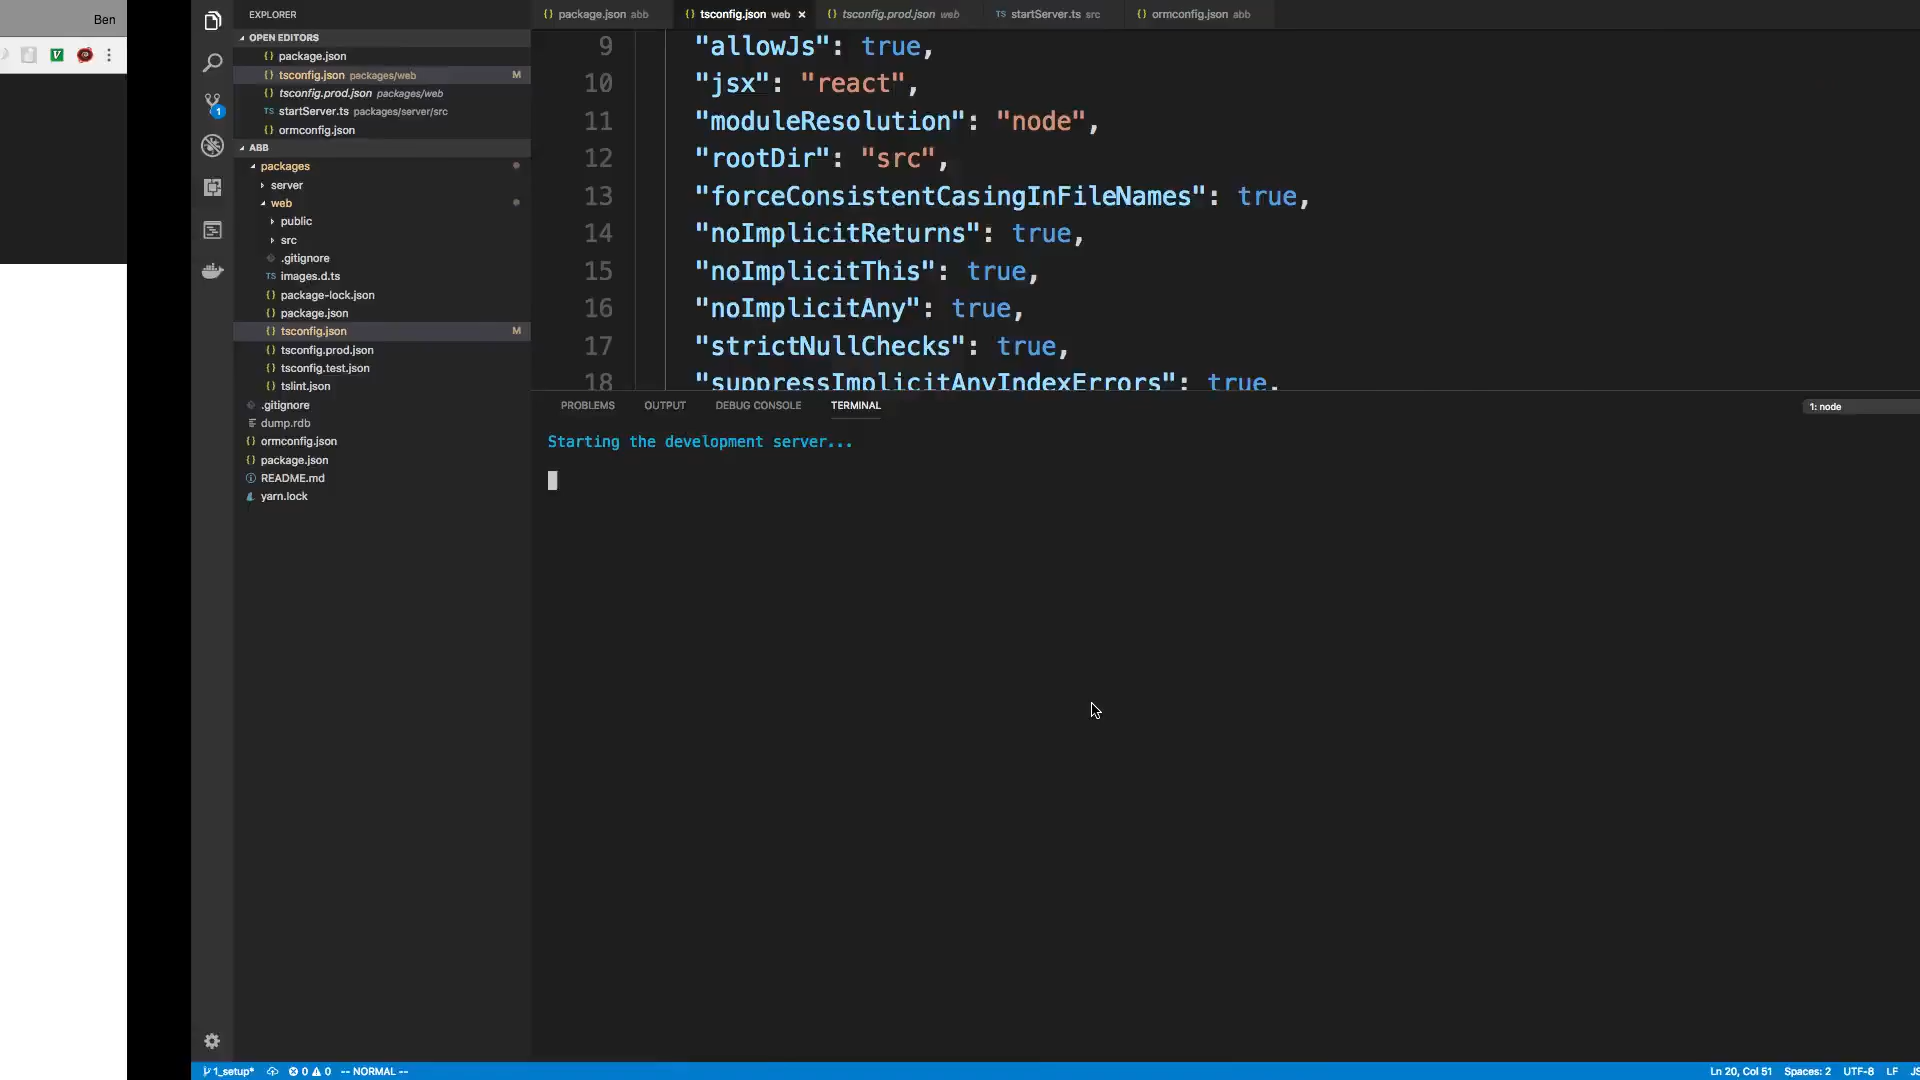 Ben
V
EXPLORER
OPEN EDITORS
{} package.json
{} tsconfig.json packages/web M
{} tsconfig.prod.json packages/web
TS startServer.ts packages/server/src
{} ormconfig.json
ABB
packages
server
web
public
src
.gitignore
TS images.d.ts
{} package-lock.json
{} package.json
{} tsconfig.json M
{} tsconfig.prod.json
{} tsconfig.test.json
{} tslint.json
.gitignore
dump.rdb
{} ormconfig.json
{} package.json
README.md
yarn.lock
1
{} package.json abb {} tsconfig.json web × {} tsconfig.prod.json web TS startServer.ts src {} ormconfig.json abb
9 "allowJs": true,
10 "jsx": "react",
11 "moduleResolution": "node",
12 "rootDir": "src",
13 "forceConsistentCasingInFileNames": true,
14 "noImplicitReturns": true,
15 "noImplicitThis": true,
16 "noImplicitAny": true,
17 "strictNullChecks": true,
18 "suppressImplicitAnyIndexErrors": true,
PROBLEMS OUTPUT DEBUG CONSOLE TERMINAL 1: node
Starting the development server...
1_setup* 0 0 -- NORMAL -- Ln 20, Col 51 Spaces: 2 UTF-8 LF JS